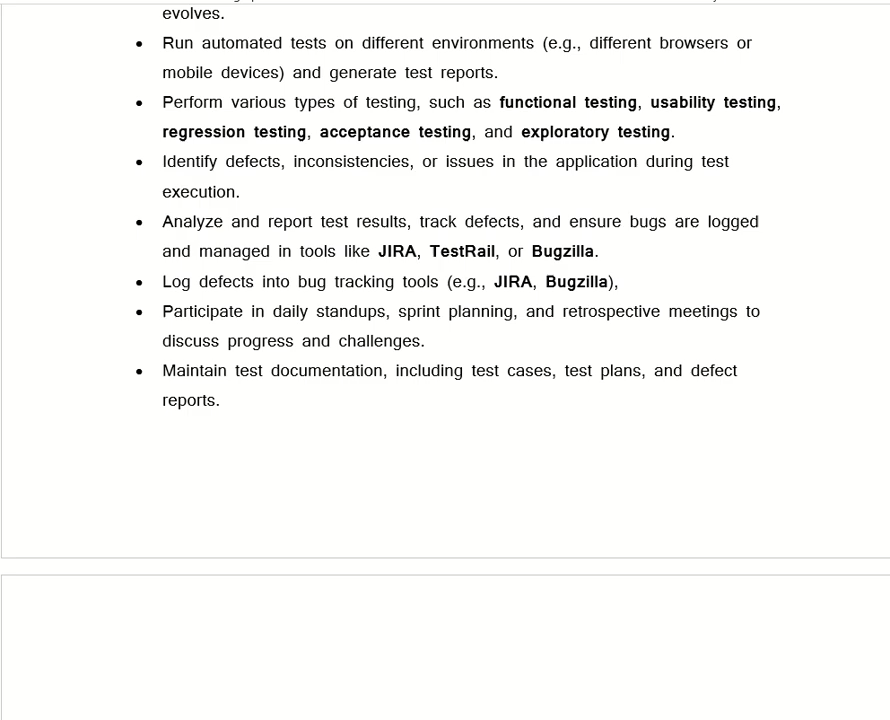 evolves.
• Run automated tests on different environments (e.g., different browsers or
mobile devices) and generate test reports.
• Perform various types of testing, such as functional testing, usability testing,
regression testing, acceptance testing, and exploratory testing.
• Identify defects, inconsistencies, or issues in the application during test
execution.
• Analyze and report test results, track defects, and ensure bugs are logged
and managed in tools like JIRA, TestRail, or Bugzilla.
• Log defects into bug tracking tools (e.g., JIRA, Bugzilla),
• Participate in daily standups, sprint planning, and retrospective meetings to
discuss progress and challenges.
• Maintain test documentation, including test cases, test plans, and defect
reports.